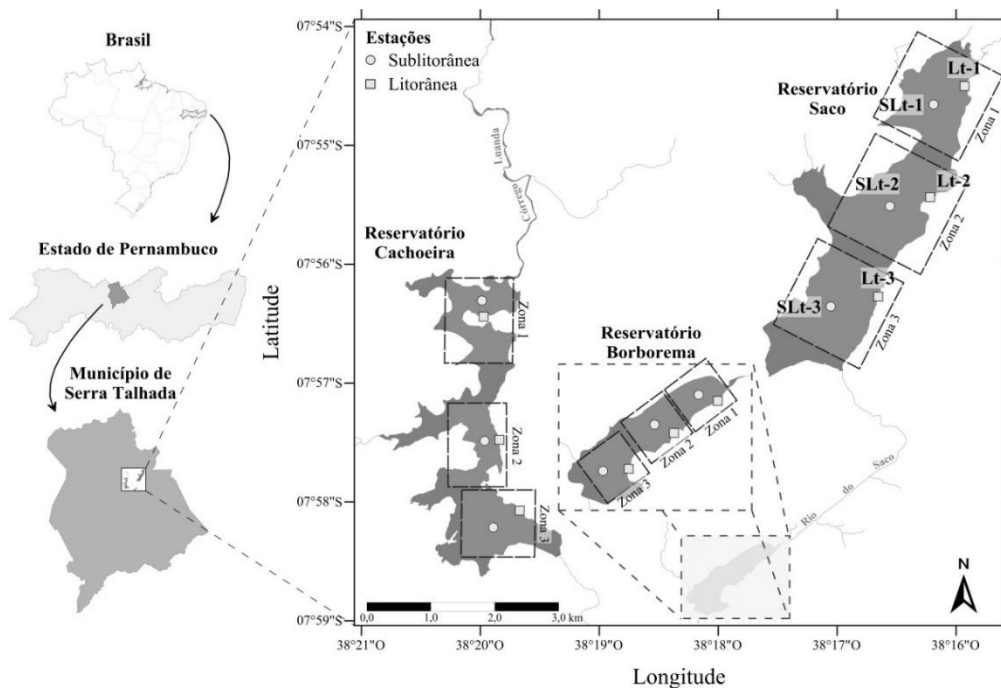 Brasil
Estado de Pernambuco
Município de
Serra Talhada
Latitude
07°54’S
07°55’S
07°56’S
07°57’S
07°58’S
07°59’S
Estações
Sublitorânea
Litorânea
Córrego Luanda
Reservatório
Cachoeira
Zona 1
Zona 2
Zona 3
Reservatório
Borborema
Zona 1
Zona 2
Zona 3
Reservatório
Saco
Lt-1
SLt-1
Zona 1
SLt-2
Lt-2
Zona 2
Lt-3
SLt-3
Zona 3
Rio do Saco
0,0 1,0 2,0 3,0 km
N
38°21’O 38°20’O 38°19’O 38°18’O 38°17’O 38°16’O
Longitude